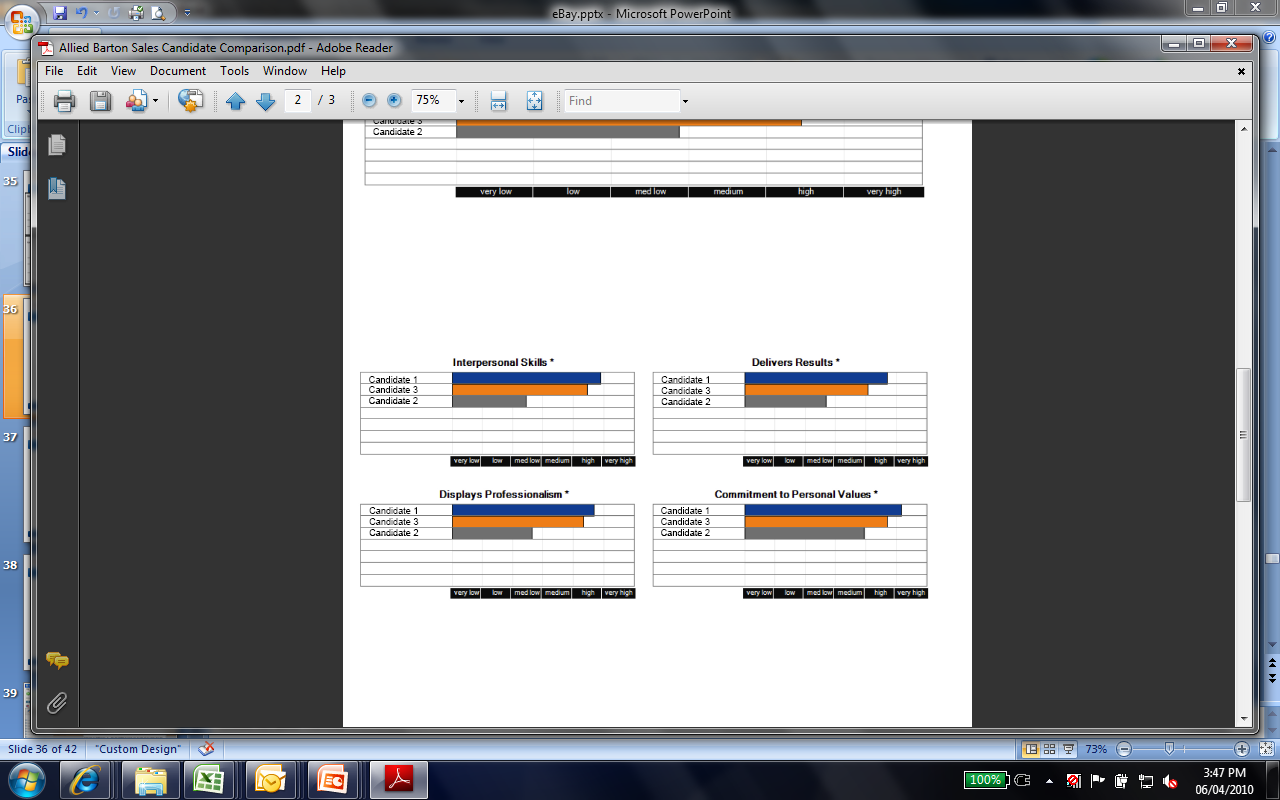 eBay.pptx - Microsoft PowerPoint
Allied Barton Sales Candidate Comparison.pdf - Adobe Reader
File Edit View Document Tools Window Help
2 / 3 75% Find
Candidate 3
Candidate 2
very low low med low medium high very high
Interpersonal Skills *
Candidate 1
Candidate 3
Candidate 2
very low low med low medium high very high
Delivers Results *
Candidate 1
Candidate 3
Candidate 2
very low low med low medium high very high
Displays Professionalism *
Candidate 1
Candidate 3
Candidate 2
very low low med low medium high very high
Commitment to Personal Values *
Candidate 1
Candidate 3
Candidate 2
very low low med low medium high very high
35
36
37
38
39
Slide 36 of 42 "Custom Design" 73%
100% 3:47 PM
06/04/2010